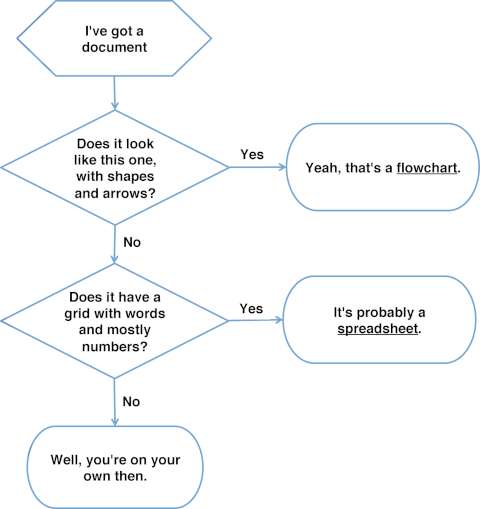 I've got a
document
Does it look
like this one,
with shapes
and arrows?
Yes
Yeah, that's a flowchart.
No
Does it have a
grid with words
and mostly
numbers?
Yes
It's probably a
spreadsheet.
No
Well, you're on your
own then.